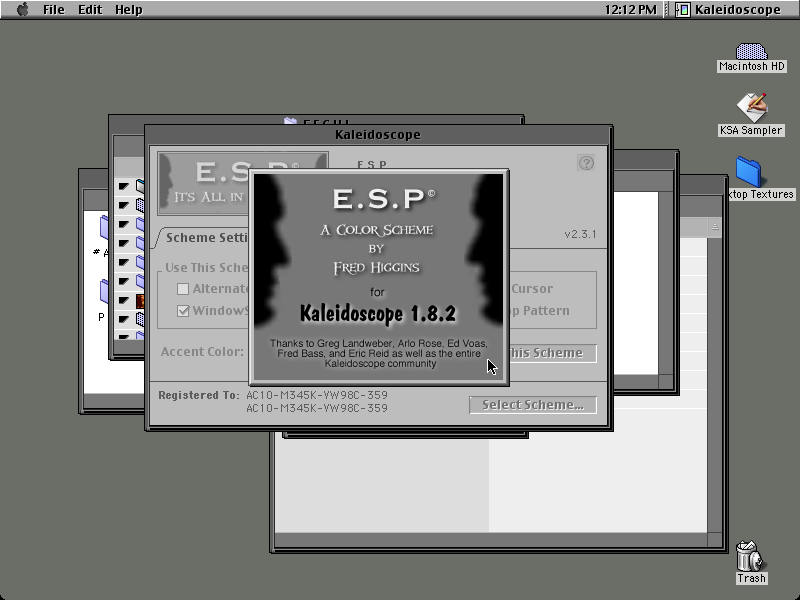 File Edit Help 12:12 PM Kaleidoscope
Macintosh HD
KSA Sampler
ktop Textures
Kaleidoscope
E.S.P
IT'S ALL IN
E.S.P
v2.3.1
Scheme Setti
Use This Sche
Alternat
Cursor
Window
p Pattern
Accent Color:
his Scheme
Registered To: AC10-M345K-YW98C-359
AC10-M345K-YW98C-359
Select Scheme...
E.S.P©
A COLOR SCHEME
BY
FRED HIGGINS
for
Kaleidoscope 1.8.2
Thanks to Greg Landweber, Arlo Rose, Ed Voas,
Fred Bass, and Eric Reid as well as the entire
Kaleidoscope community
Trash